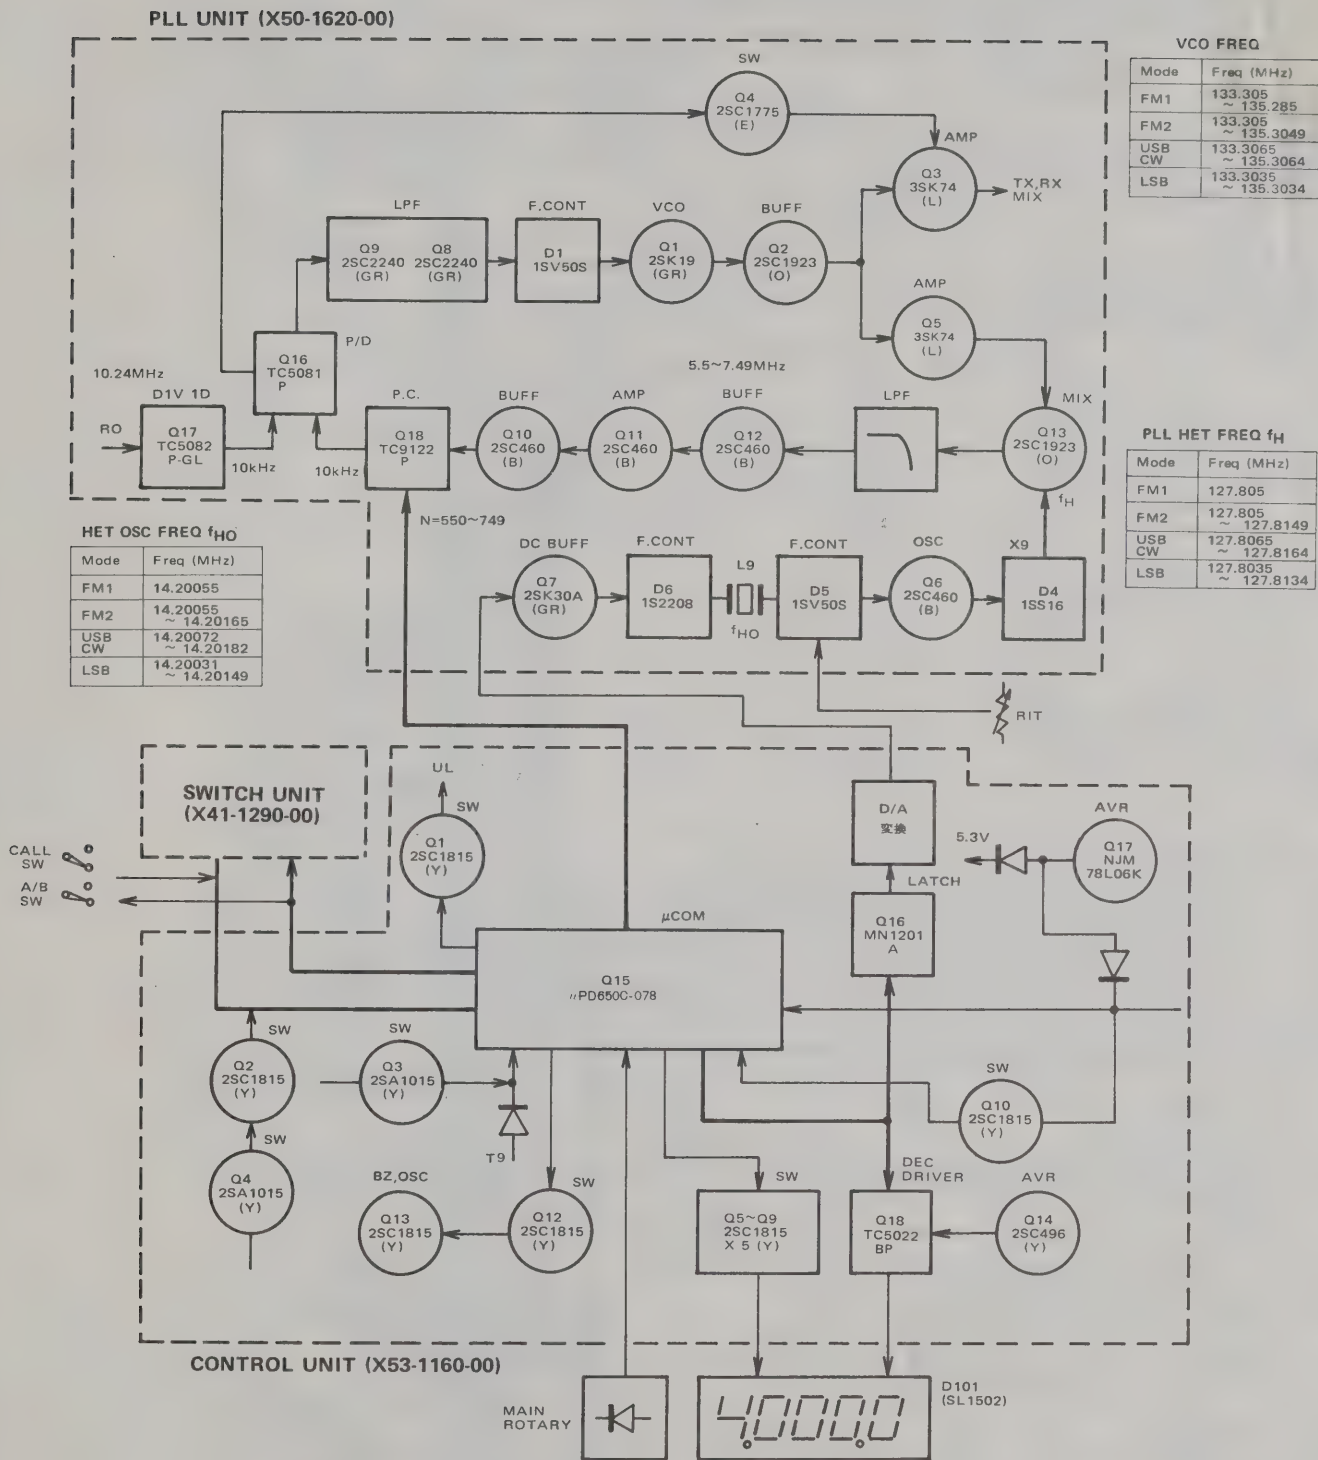 PLL UNIT (X50-1620-00)
VCO FREQ
Mode Freq (MHz)
FM1 133.305 ~ 135.285
FM2 133.305 ~ 135.3049
USB CW 133.3065 ~ 135.3064
LSB 133.3035 ~ 135.3034
SW
Q4
2SC1775
(E)
AMP
Q3
3SK74
(L)
TX,RX
MIX
LPF
Q9 Q8
2SC2240 2SC2240
(GR) (GR)
F.CONT
D1
1SV50S
VCO
Q1
2SK19
(GR)
BUFF
Q2
2SC1923
(O)
AMP
Q5
3SK74
(L)
P/D
Q16
TC5081
P
10.24MHz
D1V 1D
RO
Q17
TC5082
P-GL
10kHz
10kHz
P.C.
Q18
TC9122
P
BUFF
Q10
2SC460
(B)
AMP
Q11
2SC460
(B)
5.5~7.49MHz
BUFF
Q12
2SC460
(B)
LPF
MIX
Q13
2SC1923
(O)
fH
PLL HET FREQ fH
Mode Freq (MHz)
FM1 127.805
FM2 127.805 ~ 127.8149
USB CW 127.8065 ~ 127.8164
LSB 127.8035 ~ 127.8134
HET OSC FREQ fHO
Mode Freq (MHz)
FM1 14.20055
FM2 14.20055 ~ 14.20165
USB CW 14.20072 ~ 14.20182
LSB 14.20031 ~ 14.20149
N=550~749
DC BUFF
Q7
2SK30A
(GR)
F.CONT
D6
1S2208
L9
fHO
F.CONT
D5
1SV50S
OSC
Q6
2SC460
(B)
X9
D4
1SS16
RIT
SWITCH UNIT
(X41-1290-00)
CALL
SW
A/B
SW
UL
SW
Q1
2SC1815
(Y)
D/A
変換
LATCH
Q16
MN1201
A
5.3V
AVR
Q17
NJM
78L06K
μCOM
Q15
μPD650C-078
SW
Q2
2SC1815
(Y)
SW
Q3
2SA1015
(Y)
T9
SW
Q4
2SA1015
(Y)
SW
Q10
2SC1815
(Y)
BZ,OSC
Q13
2SC1815
(Y)
SW
Q12
2SC1815
(Y)
SW
Q5~Q9
2SC1815
X 5 (Y)
DEC
DRIVER
Q18
TC5022
BP
AVR
Q14
2SC496
(Y)
CONTROL UNIT (X53-1160-00)
MAIN
ROTARY
4.000.0
D101
(SL1502)